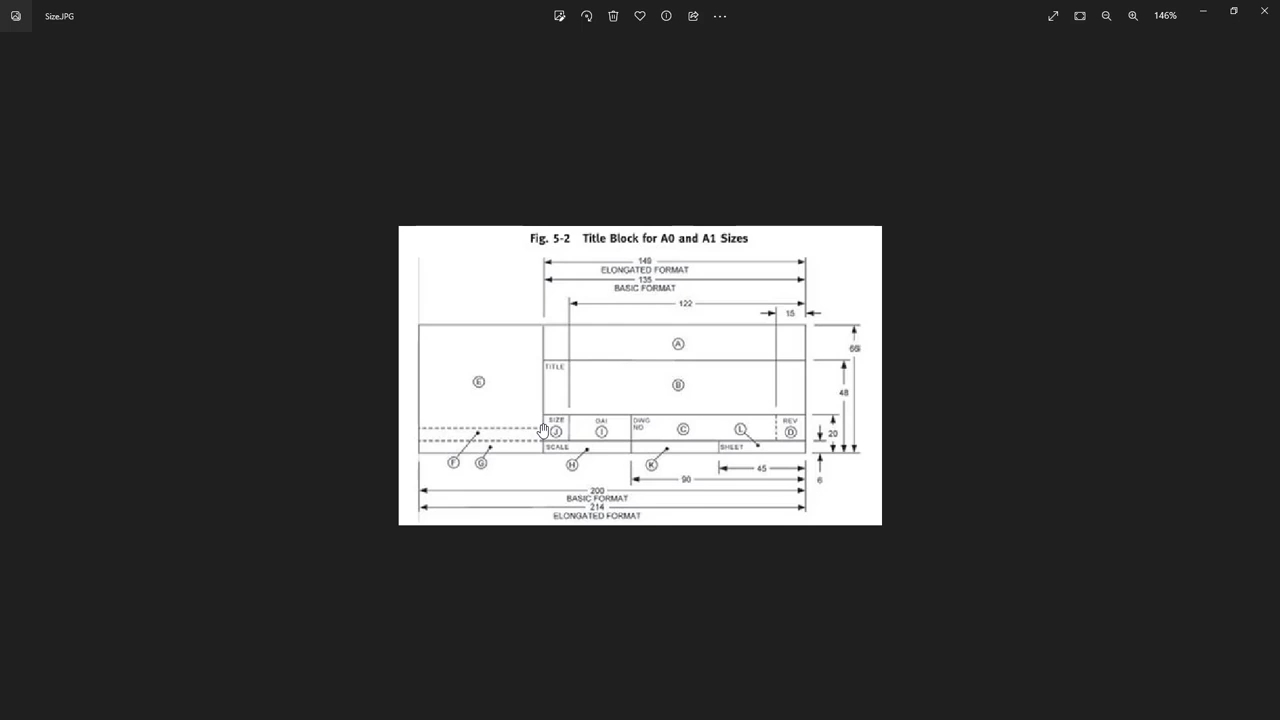 Size.JPG
146%
Fig. 5-2 Title Block for A0 and A1 Sizes
149
ELONGATED FORMAT
135
BASIC FORMAT
122
15
A
66
TITLE
E
B
48
SIZE
DWG
NO
REV
J
I
C
L
D
20
SCALE
SHEET
F
G
H
K
45
90
6
200
BASIC FORMAT
214
ELONGATED FORMAT